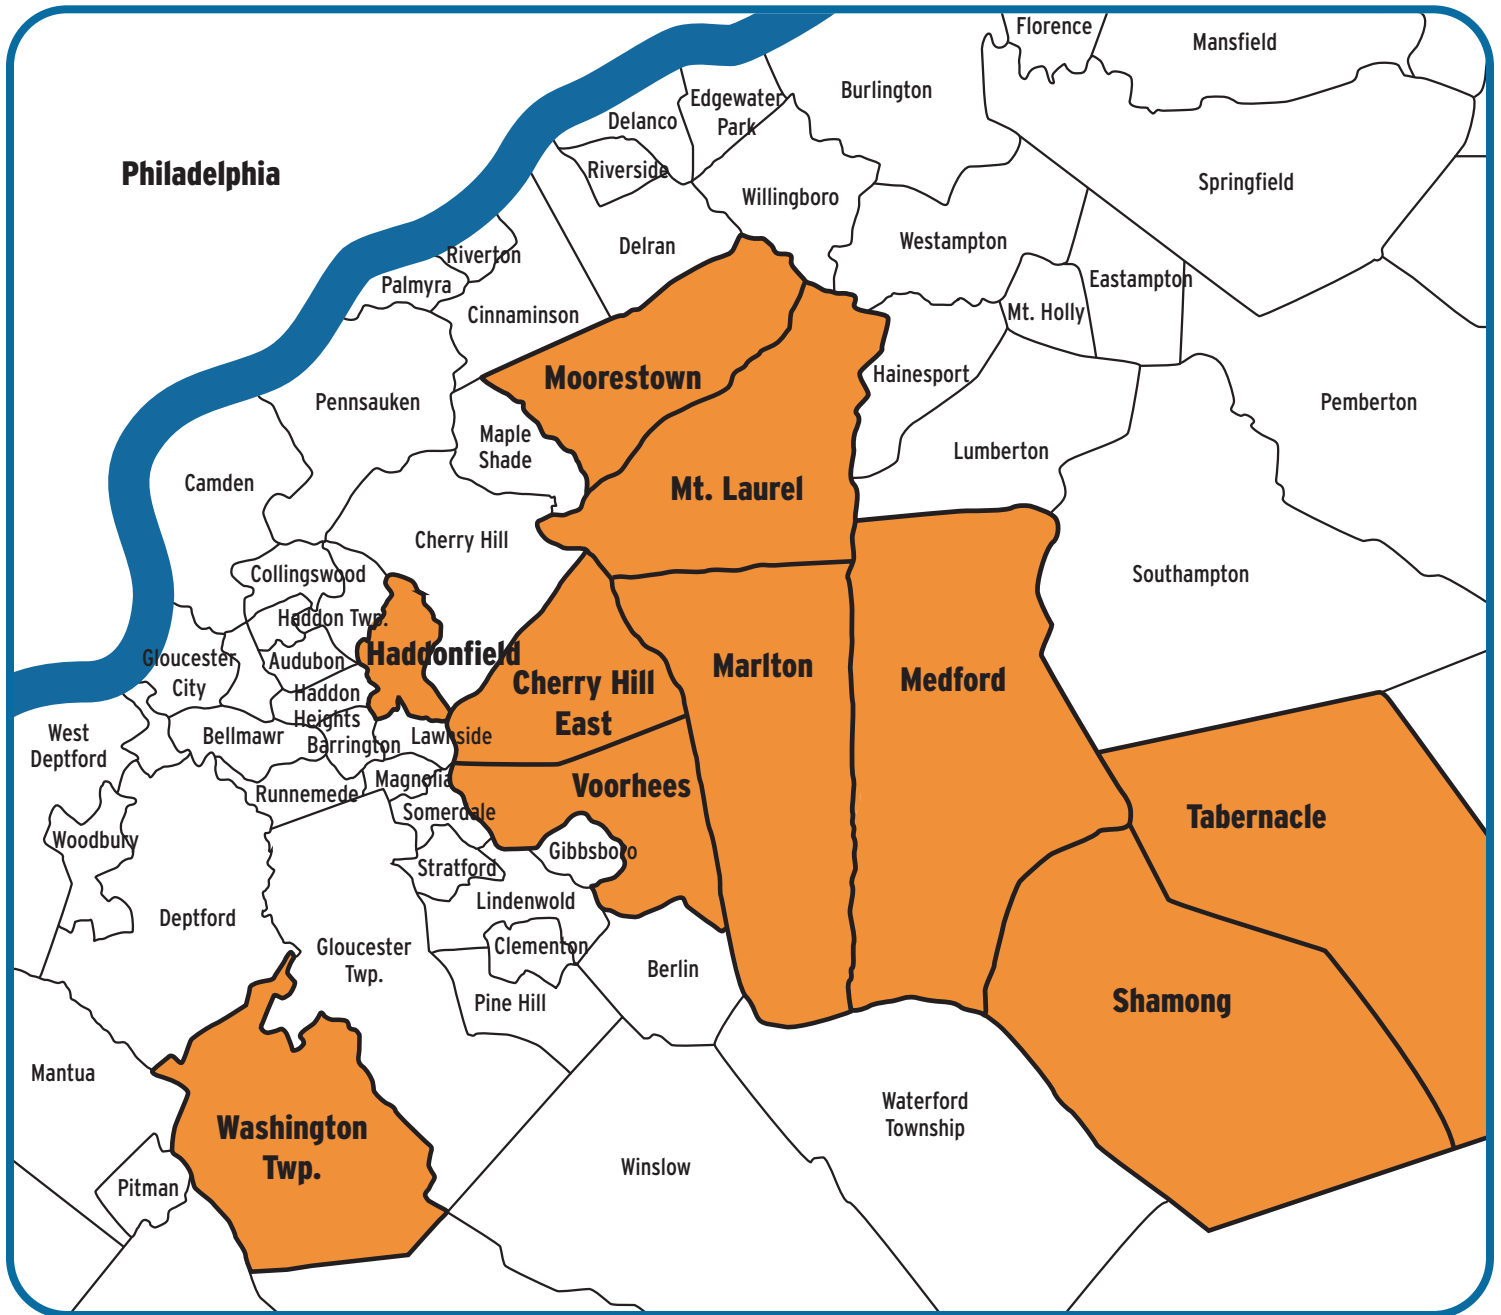 Florence
Mansfield
Burlington
Edgewater
Park
Delanco
Philadelphia
Riverside
Springfield
Willingboro
Westampton
Delran
Riverton
Eastampton
Palmyra
Mt. Holly
Cinnaminson
Hainesport
Moorestown
Pennsauken
Pemberton
Maple
Shade
Lumberton
Camden
Mt. Laurel
Cherry Hill
Collingswood
Southampton
Haddon Twp.
Haddonfield
Gloucester
City
Audubon
Marlton
Medford
Cherry Hill
East
Haddon
Heights
West
Deptford
Bellmawr
Barrington
Lawnside
Magnolia
Voorhees
Runnemede
Somerdale
Tabernacle
Woodbury
Gibbsboro
Stratford
Lindenwold
Deptford
Gloucester
Twp.
Clementon
Berlin
Pine Hill
Shamong
Mantua
Waterford
Township
Washington
Twp.
Winslow
Pitman